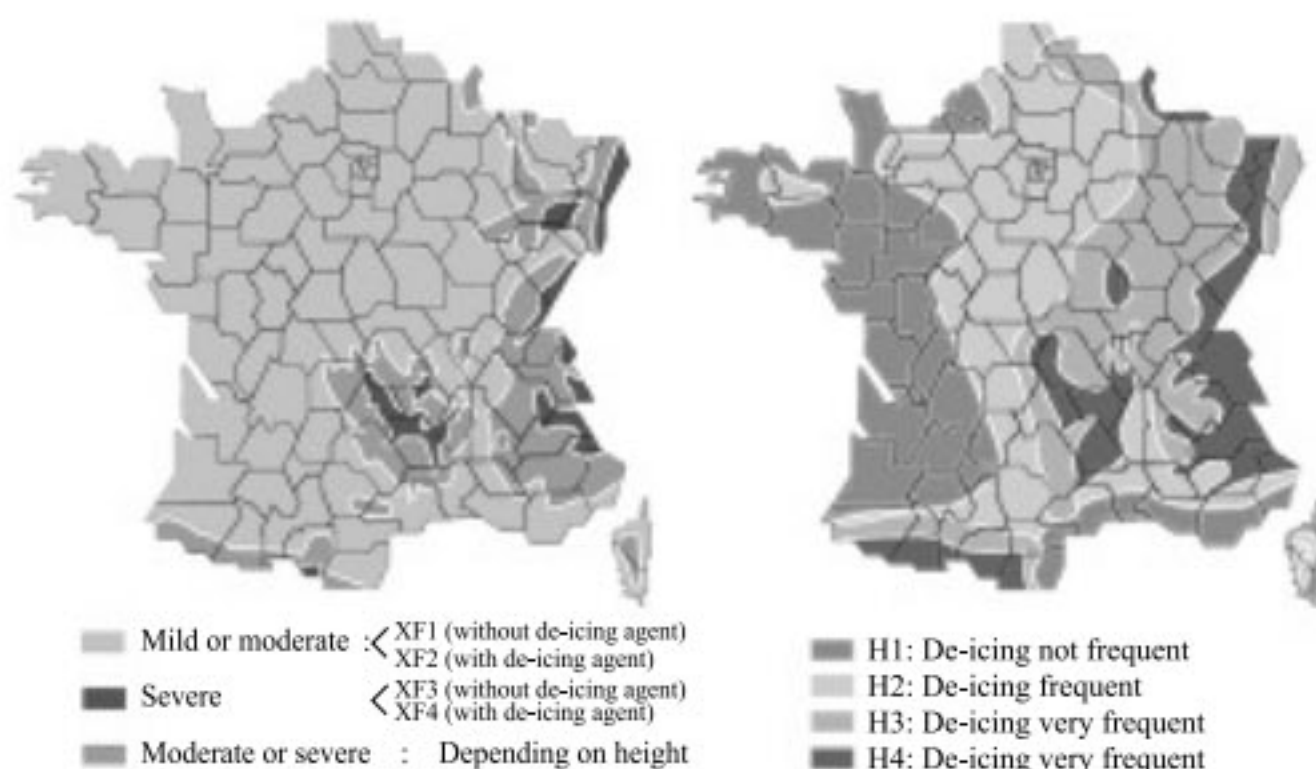 Mild or moderate : < XF1 (without de-icing agent)
XF2 (with de-icing agent)
Severe < XF3 (without de-icing agent)
XF4 (with de-icing agent)
Moderate or severe : Depending on height
H1: De-icing not frequent
H2: De-icing frequent
H3: De-icing very frequent
H4: De-icing very frequent